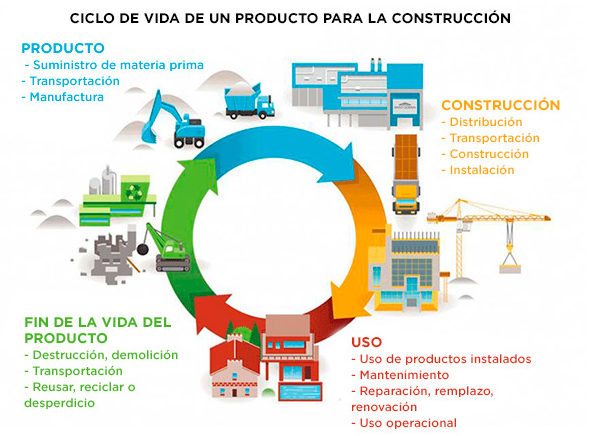 CICLO DE VIDA DE UN PRODUCTO PARA LA CONSTRUCCIÓN
PRODUCTO
- Suministro de materia prima
- Transportación
- Manufactura
CONSTRUCCIÓN
- Distribución
- Transportación
- Construcción
- Instalación
FIN DE LA VIDA DEL
PRODUCTO
- Destrucción, demolición
- Transportación
- Reusar, reciclar o
desperdicio
USO
- Uso de productos instalados
- Mantenimiento
- Reparación, remplazo,
renovación
- Uso operacional